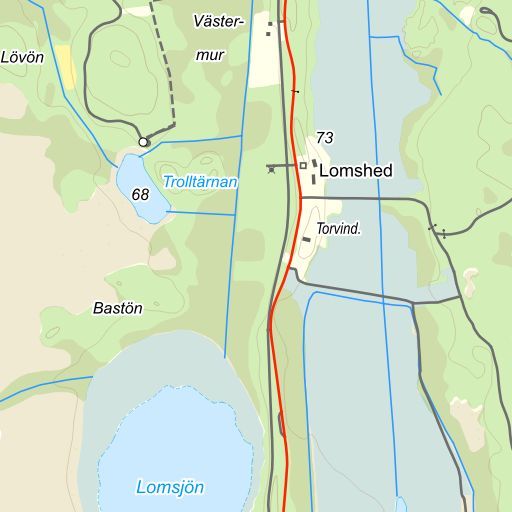 Väster-
mur
Lövön
73
Lomshed
Trolltärnan
68
Torvind.
Bastön
Lomsjön